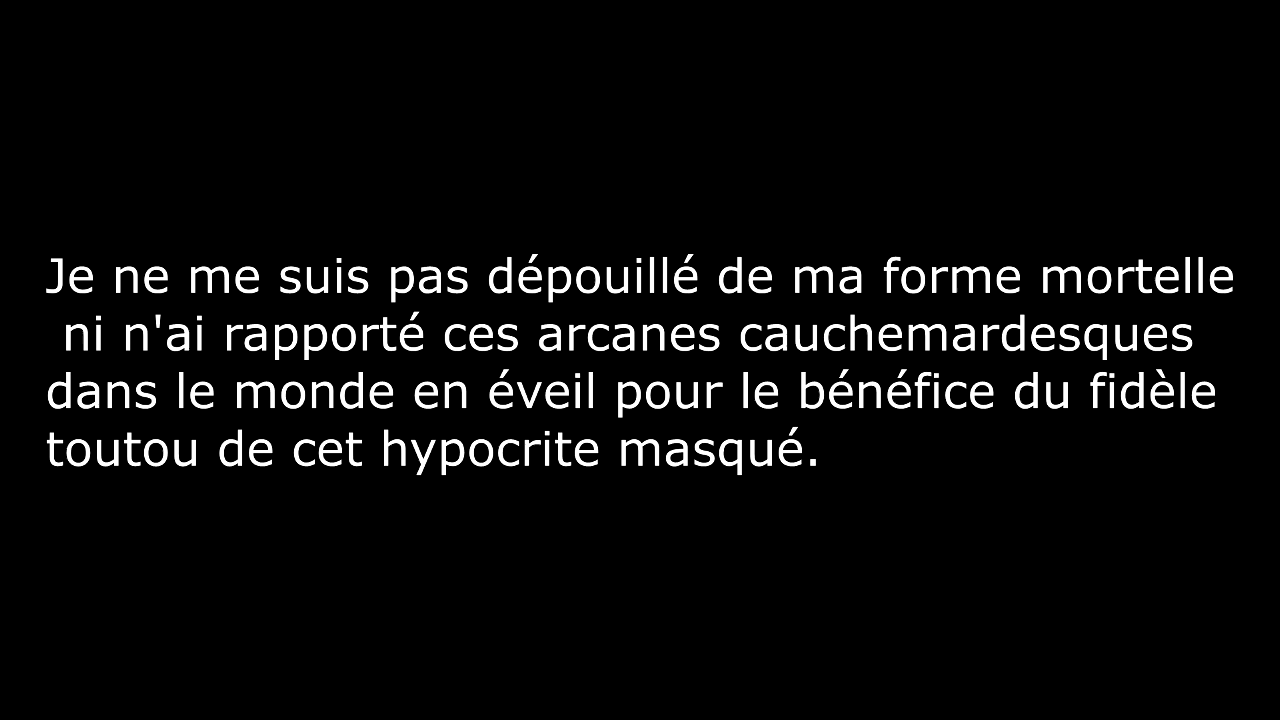 Je ne me suis pas dépouillé de ma forme mortelle
ni n'ai rapporté ces arcanes cauchemardesques
dans le monde en éveil pour le bénéfice du fidèle
toutou de cet hypocrite masqué.